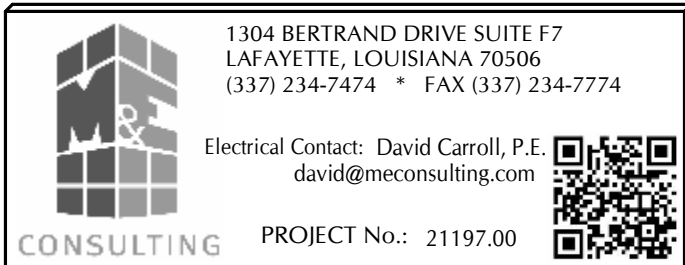 1304 BERTRAND DRIVE SUITE F7
LAFAYETTE, LOUISIANA 70506
(337) 234-7474 * FAX (337) 234-7774
M&E
CONSULTING
Electrical Contact: David Carroll, P.E.
david@meconsulting.com
PROJECT No.: 21197.00